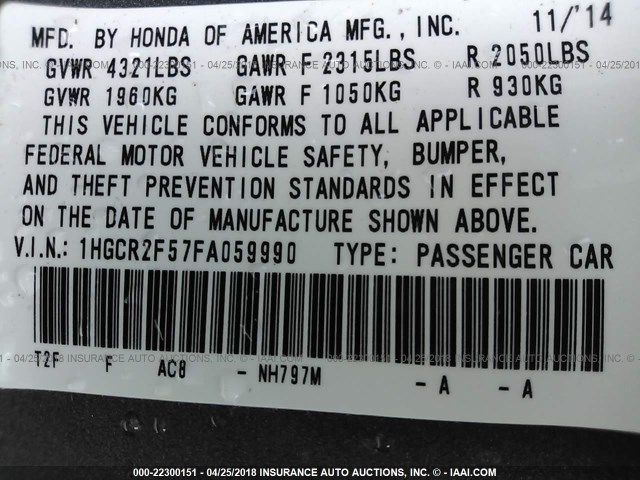 MFD. BY HONDA OF AMERICA MFG., INC. 11/'14
GVWR 4321LBS GAWR F 2315LBS R 2050LBS
GVWR 1960KG GAWR F 1050KG R 930KG
THIS VEHICLE CONFORMS TO ALL APPLICABLE
FEDERAL MOTOR VEHICLE SAFETY, BUMPER,
AND THEFT PREVENTION STANDARDS IN EFFECT
ON THE DATE OF MANUFACTURE SHOWN ABOVE.
V.I.N.: 1HGCR2F57FA059990 TYPE: PASSENGER CAR
T2F F AC8 - NH797M - A - A
000-22300151 - 04/25/2018 INSURANCE AUTO AUCTIONS, INC. © - IAAI.COM